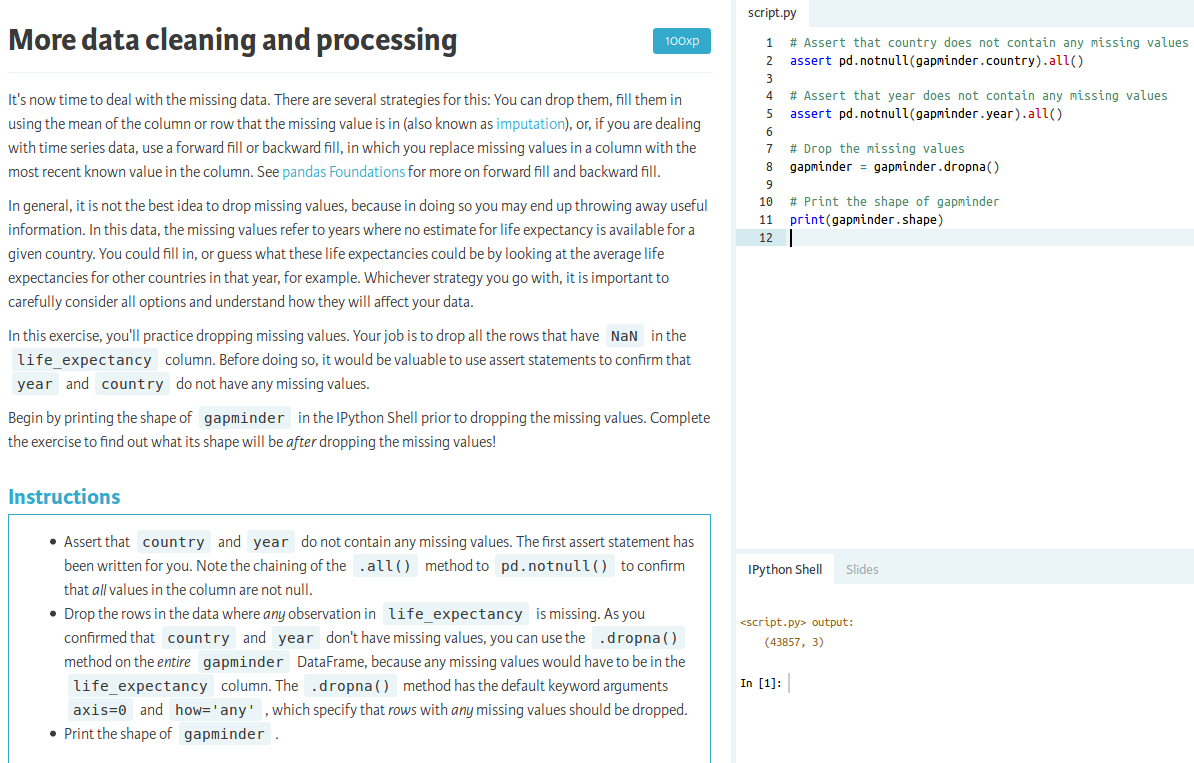 More data cleaning and processing
100xp
It's now time to deal with the missing data. There are several strategies for this: You can drop them, fill them in
using the mean of the column or row that the missing value is in (also known as imputation), or, if you are dealing
with time series data, use a forward fill or backward fill, in which you replace missing values in a column with the
most recent known value in the column. See pandas Foundations for more on forward fill and backward fill.
In general, it is not the best idea to drop missing values, because in doing so you may end up throwing away useful
information. In this data, the missing values refer to years where no estimate for life expectancy is available for a
given country. You could fill in, or guess what these life expectancies could be by looking at the average life
expectancies for other countries in that year, for example. Whichever strategy you go with, it is important to
carefully consider all options and understand how they will affect your data.
In this exercise, you'll practice dropping missing values. Your job is to drop all the rows that have NaN in the
life_expectancy column. Before doing so, it would be valuable to use assert statements to confirm that
year and country do not have any missing values.
Begin by printing the shape of gapminder in the IPython Shell prior to dropping the missing values. Complete
the exercise to find out what its shape will be after dropping the missing values!
Instructions
• Assert that country and year do not contain any missing values. The first assert statement has
been written for you. Note the chaining of the .all() method to pd.notnull() to confirm
that all values in the column are not null.
• Drop the rows in the data where any observation in life_expectancy is missing. As you
confirmed that country and year don't have missing values, you can use the .dropna()
method on the entire gapminder DataFrame, because any missing values would have to be in the
life_expectancy column. The .dropna() method has the default keyword arguments
axis=0 and how='any' , which specify that rows with any missing values should be dropped.
• Print the shape of gapminder .
script.py
1 # Assert that country does not contain any missing values
2 assert pd.notnull(gapminder.country).all()
3
4 # Assert that year does not contain any missing values
5 assert pd.notnull(gapminder.year).all()
6
7 # Drop the missing values
8 gapminder = gapminder.dropna()
9
10 # Print the shape of gapminder
11 print(gapminder.shape)
12
IPython Shell Slides
<script.py> output:
(43857, 3)
In [1]: